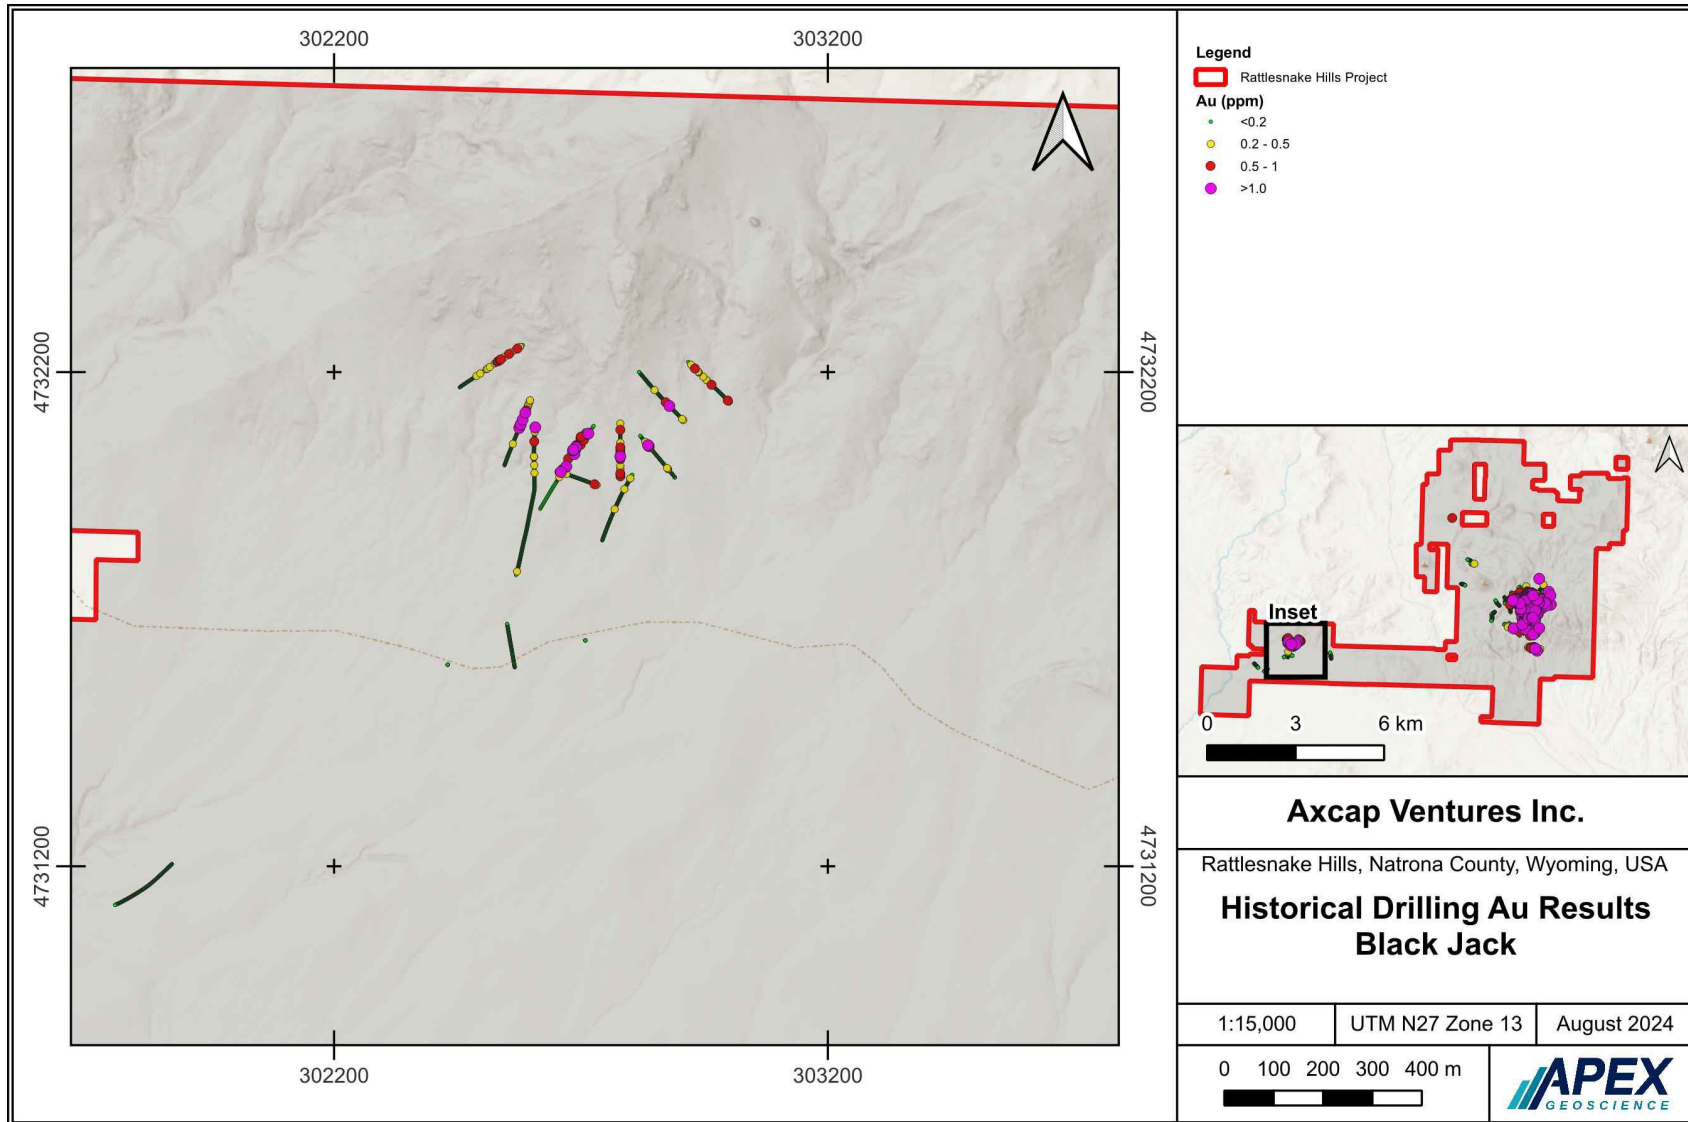 302200
303200
4732200
4732200
4731200
4731200
302200
303200
Legend
Rattlesnake Hills Project
Au (ppm)
<0.2
0.2 - 0.5
0.5 - 1
>1.0
Inset
0 3 6 km
Axcap Ventures Inc.
Rattlesnake Hills, Natrona County, Wyoming, USA
Historical Drilling Au Results
Black Jack
1:15,000
UTM N27 Zone 13
August 2024
0 100 200 300 400 m
APEX
GEOSCIENCE